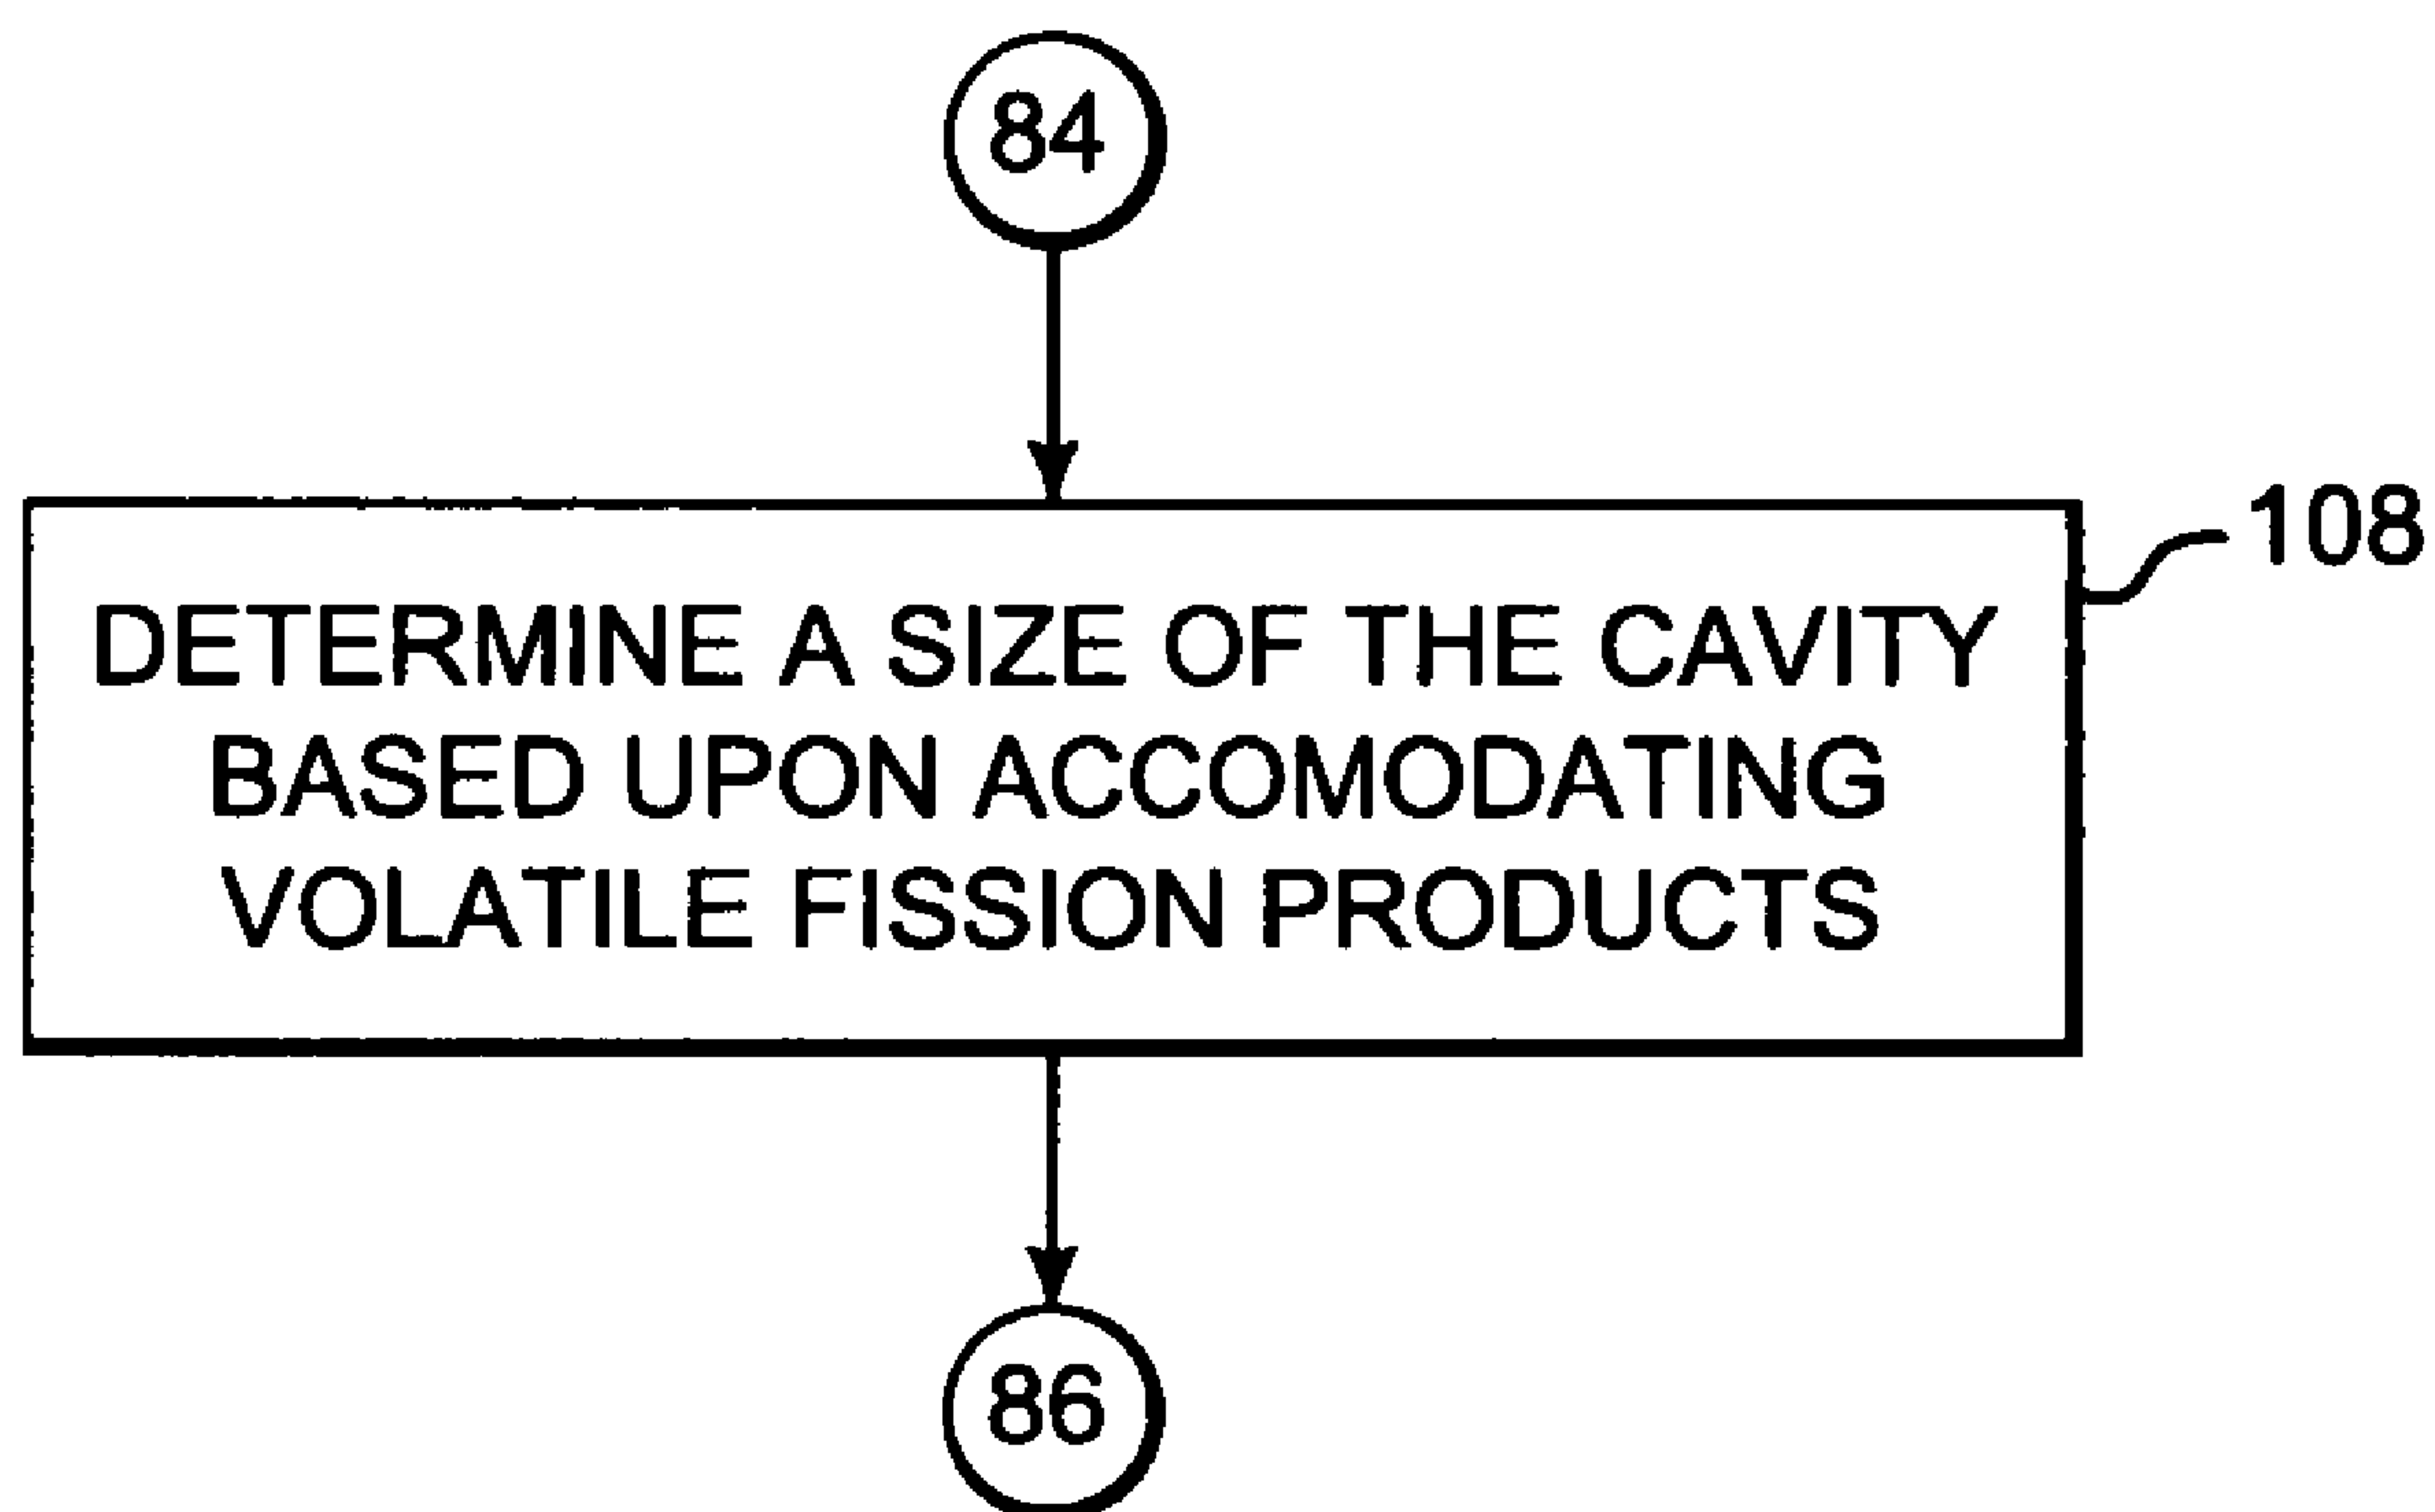 84
108
DETERMINE A SIZE OF THE CAVITY
BASED UPON ACCOMODATING
VOLATILE FISSION PRODUCTS
86